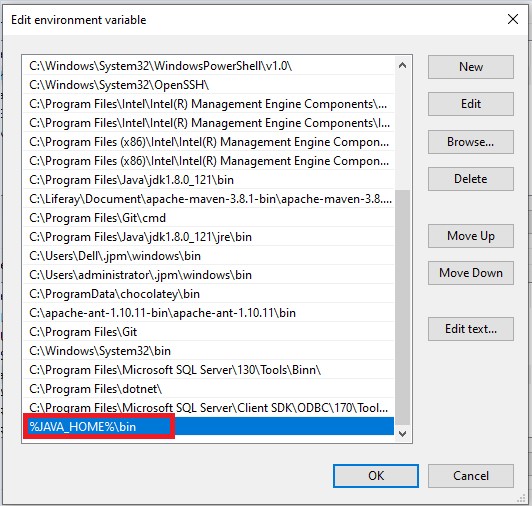 Edit environment variable
C:\Windows\System32\WindowsPowerShell\v1.0\
C:\Windows\System32\OpenSSH\
C:\Program Files\Intel\Intel(R) Management Engine Components\...
C:\Program Files (x86)\Intel\Intel(R) Management Engine Compon...
C:\Program Files\Intel\Intel(R) Management Engine Components\I...
C:\Program Files (x86)\Intel\Intel(R) Management Engine Compon...
C:\Program Files\Java\jdk1.8.0_121\bin
C:\Liferay\Document\apache-maven-3.8.1-bin\apache-maven-3.8....
C:\Program Files\Git\cmd
C:\Program Files\Java\jdk1.8.0_121\jre\bin
C:\Users\Dell\.jpm\windows\bin
C:\Users\administrator\.jpm\windows\bin
C:\ProgramData\chocolatey\bin
C:\apache-ant-1.10.11-bin\apache-ant-1.10.11\bin
C:\Program Files\Git
C:\Windows\System32\bin
C:\Program Files\Microsoft SQL Server\130\Tools\Binn\
C:\Program Files\dotnet\
C:\Program Files\Microsoft SQL Server\Client SDK\ODBC\170\Tool...
%JAVA_HOME%\bin
New
Edit
Browse...
Delete
Move Up
Move Down
Edit text...
OK
Cancel